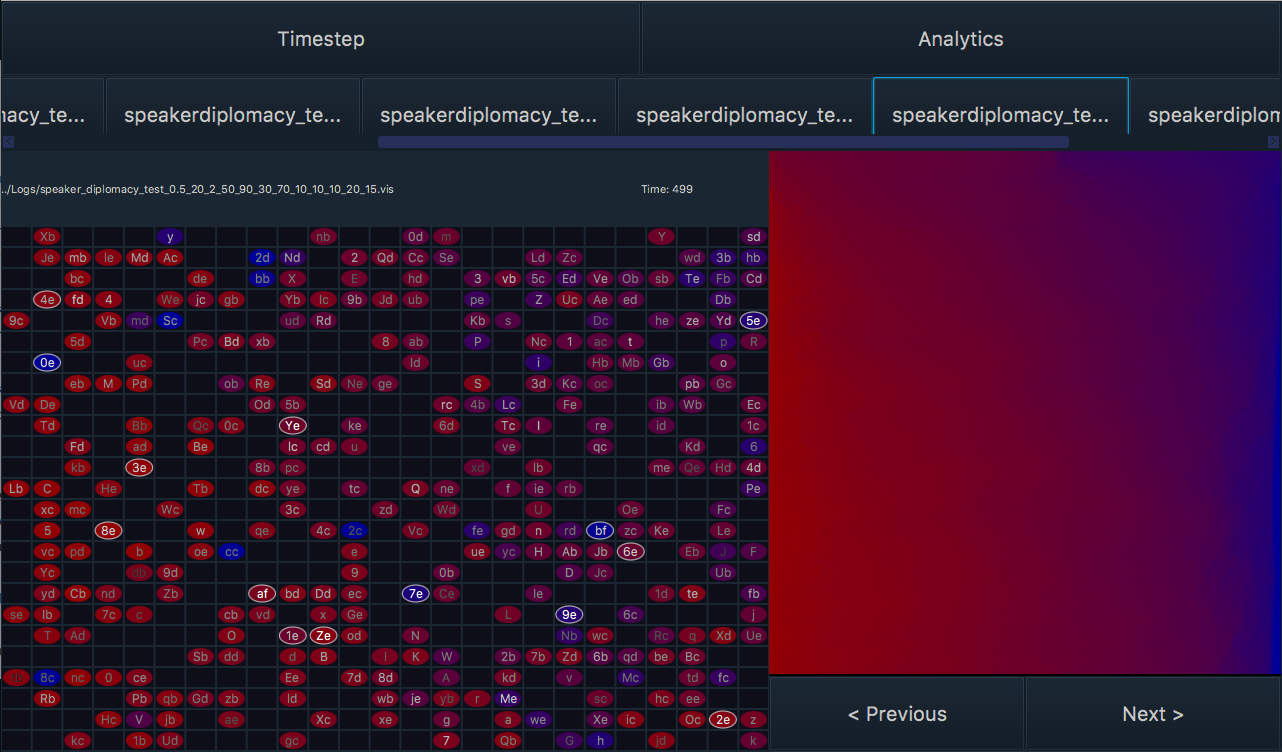 Timestep Analytics
nacy_te... speakerdiplomacy_te... speakerdiplomacy_te... speakerdiplomacy_te... speakerdiplomacy_te... speakerdiplom
../Logs/speaker_diplomacy_test_0.5_20_2_50_90_30_70_10_10_10_20_15.vis Time: 499
Xb y nb 0d m Y sd
Je mb Ie Md Ac 2d Nd 2 Qd Cc Se Ld Zc wd 3b hb
bc de bb X E hd 3 vb 5c Ed Ve Ob sb Te Fb Cd
4e fd 4 We jc gb Yb Ic 9b Jd ub pe Z Uc Ae ed Db
9c Vb md Sc ud Rd Kb s Dc he ze Yd 5e
5d Pc Bd xb 8 ab P Nc 1 ac t p R
0e uc Id i Hb Mb Gb o
eb M Pd ob Re Sd Ne ge S 3d Kc oc pb Gc
Vd De Od 5b rc 4b Lc Fe ib Wb Ec
Td Bb Qc 0c Ye ke 6d Tc I re id 1c
Fd ad Be Ic cd u ve qc Kd 6
kb 3e 8b pc xd Ib me Qe Hd 4d
Lb C He Tb dc ye tc Q ne f ie rb Pe
xc mc Wc 3c zd Wd U Oe Fc
5 8e w qe 4c 2c Vc fe gd n rd bf zc Ke Le
vc pd b oe cc e ue yc H Ab Jb 6e Eb J F
Yc db 9d 9 0b D Jc Ub
yd Cb nd Zb af bd Dd ec 7e Ce Ie 1d te fb
se Ib 7c c cb vd x Ge L 9e 6c j
T Ad O 1e Ze od N Nb wc Rc q Xd Ue
Sb dd d B l K W 2b 7b Zd 6b qd be Bc
8c nc 0 ce Ee 7d 8d A kd v Mc td fc
Rb Pb qb Gd zb Id wb je yb r Me sc hc ee
Hc V jb ae Xc xe g a we Xe ic Oc 2e z
kc 1b Ud gc 7 Qb G h jd k
< Previous Next >